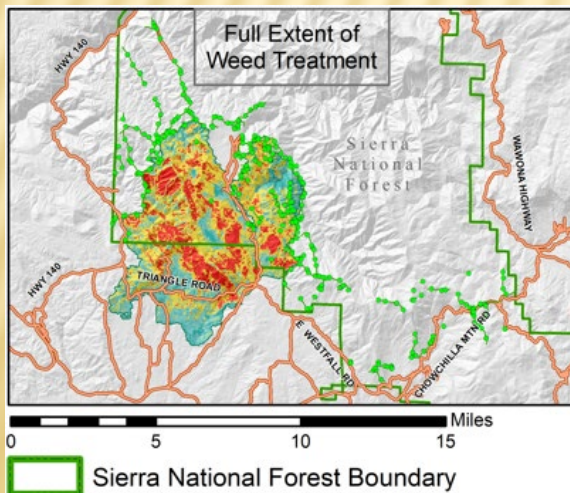 Full Extent of
Weed Treatment
HWY 140
Sierra
National
Forest
WAWONA HIGHWAY
HWY 140
TRIANGLE ROAD
E WESTFALL RD
CHOWCHILLA MTN RD
Miles
0 5 10 15
Sierra National Forest Boundary